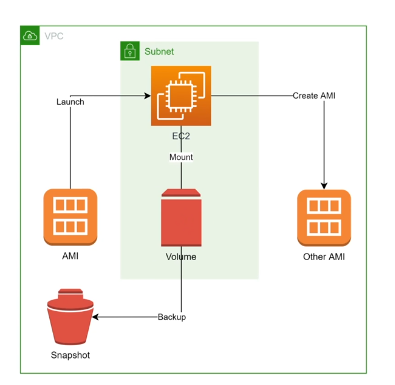 VPC
Subnet
Launch
Create AMI
EC2
Mount
AMI
Volume
Other AMI
Backup
Snapshot